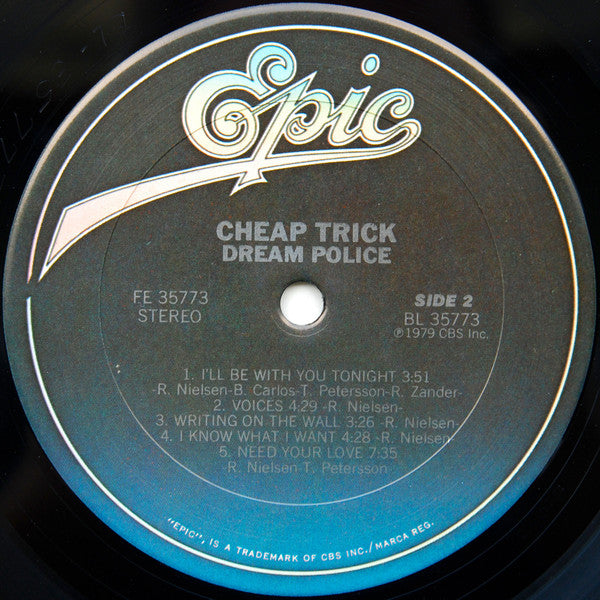 Epic
CHEAP TRICK
DREAM POLICE
FE 35773
STEREO
SIDE 2
BL 35773
℗1979 CBS Inc.
1. I'LL BE WITH YOU TONIGHT 3:51
-R. Nielsen-B. Carlos-T. Petersson-R. Zander-
2. VOICES 4:29 -R. Nielsen-
3. WRITING ON THE WALL 3:26 -R. Nielsen-
4. I KNOW WHAT I WANT 4:28 -R. Nielsen-
5. NEED YOUR LOVE 7:35
-R. Nielsen-T. Petersson
"EPIC", IS A TRADEMARK OF CBS INC./MARCA REG.